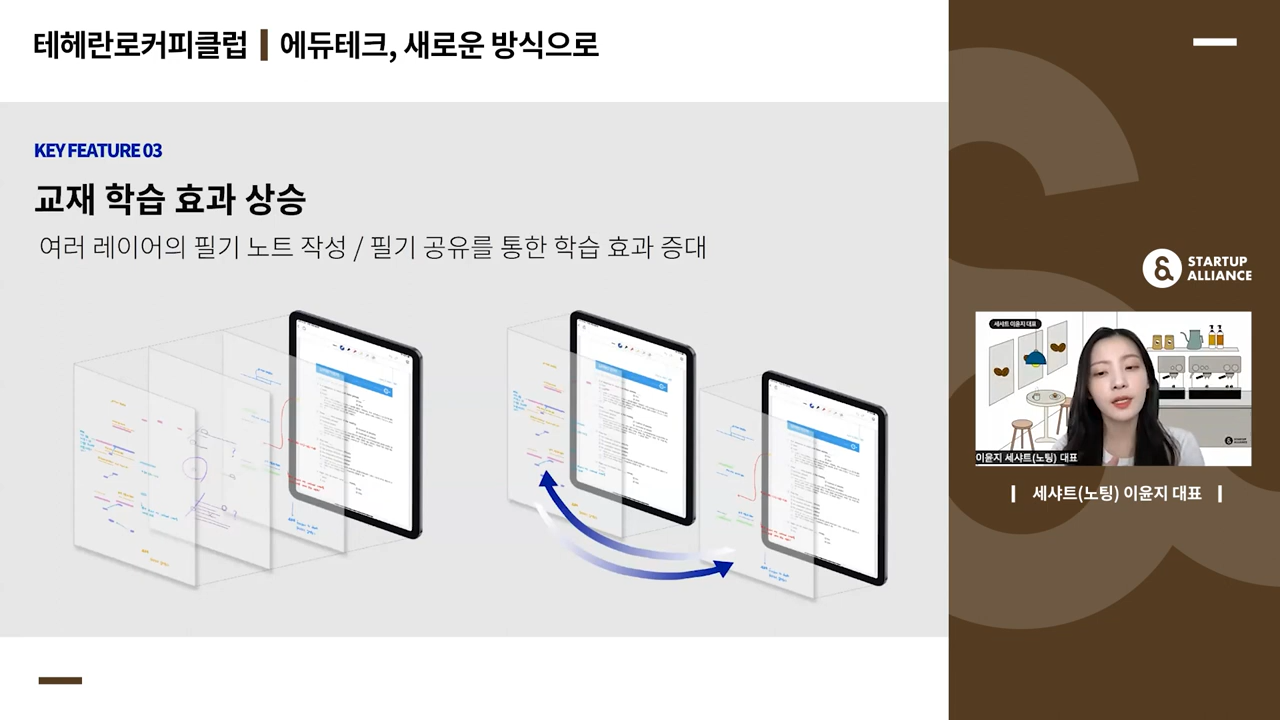 테헤란로커피클럽 | 에듀테크, 새로운 방식으로
KEY FEATURE 03
교재 학습 효과 상승
여러 레이어의 필기 노트 작성 / 필기 공유를 통한 학습 효과 증대
STARTUP
ALLIANCE
세샤트 이윤지 대표
이윤지 세샤트(노팅) 대표
| 세샤트(노팅) 이윤지 대표 |